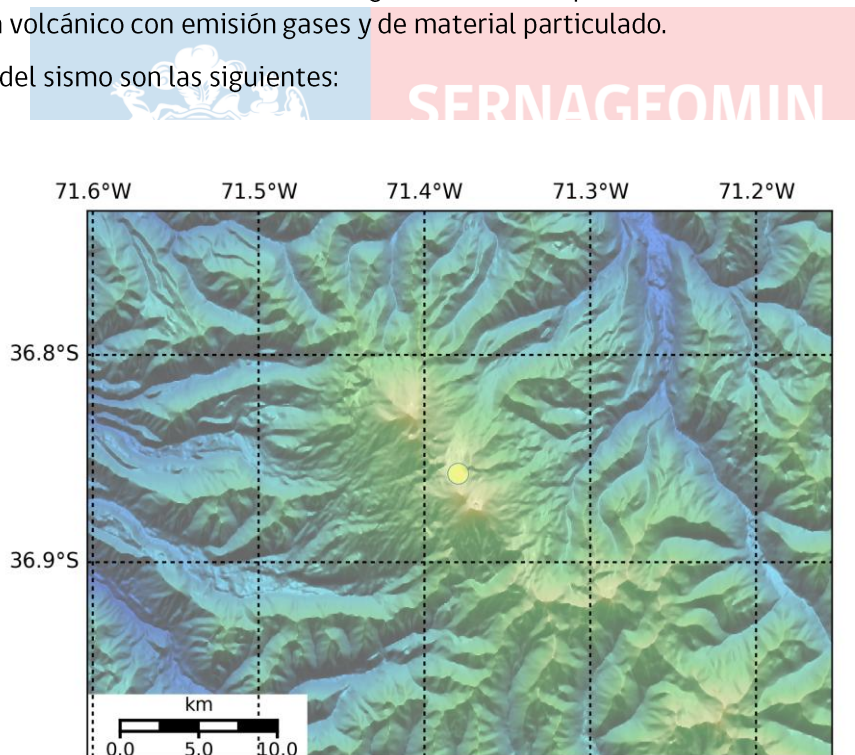 volcánico con emisión gases y de material particulado.
del sismo son las siguientes:
SERNAGEOMIN
71.6°W 71.5°W 71.4°W 71.3°W 71.2°W
36.8°S
36.9°S
km
0.0 5.0 10.0